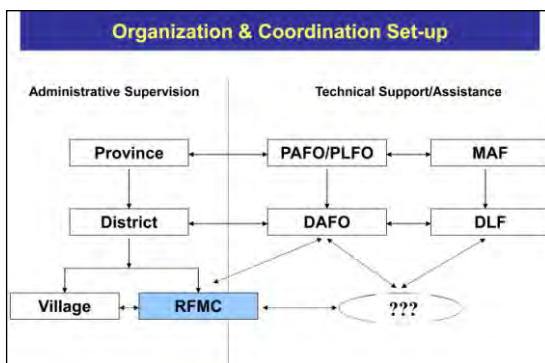 Organization & Coordination Set-up
Administrative Supervision
Technical Support/Assistance
Province
PAFO/PLFO
MAF
District
DAFO
DLF
Village
RFMC
???